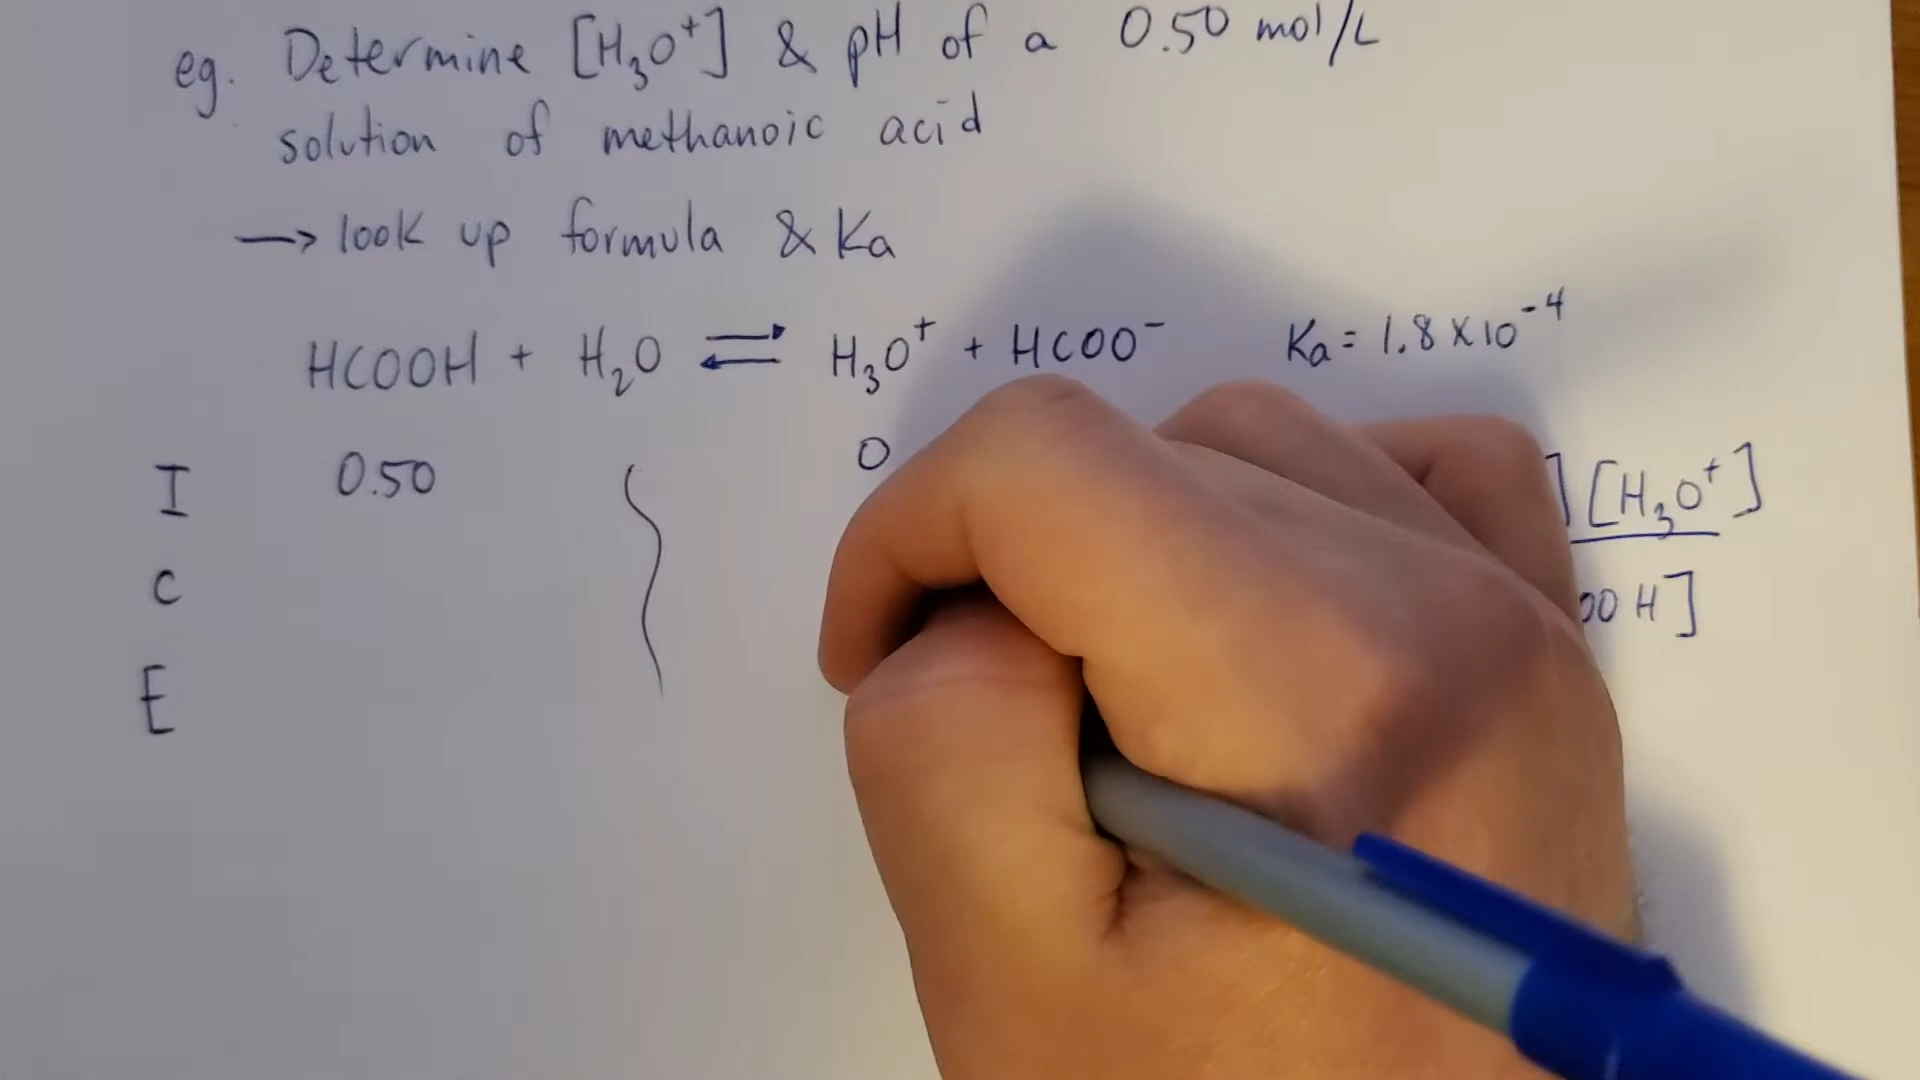 eg. Determine [H₃O⁺] & pH of a 0.50 mol/L
solution of methanoic acid
→ look up formula & Ka
HCOOH + H₂O ⇌ H₃O⁺ + HCOO⁻ Ka = 1.8 X 10⁻⁴
I 0.50 0
] [H₃O⁺]
C
OOH]
E